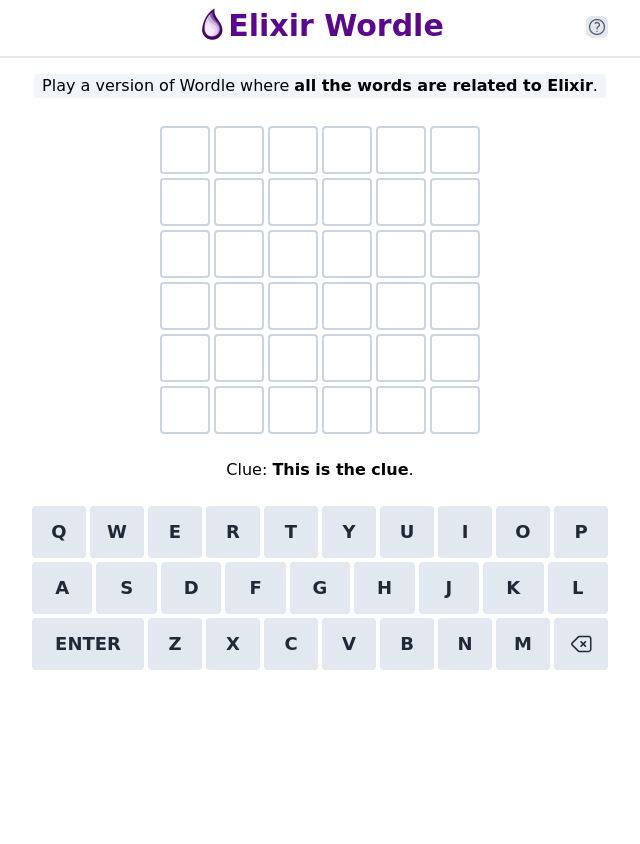 Elixir Wordle
?
Play a version of Wordle where all the words are related to Elixir.
Clue: This is the clue.
Q W E R T Y U I O P
A S D F G H J K L
ENTER Z X C V B N M